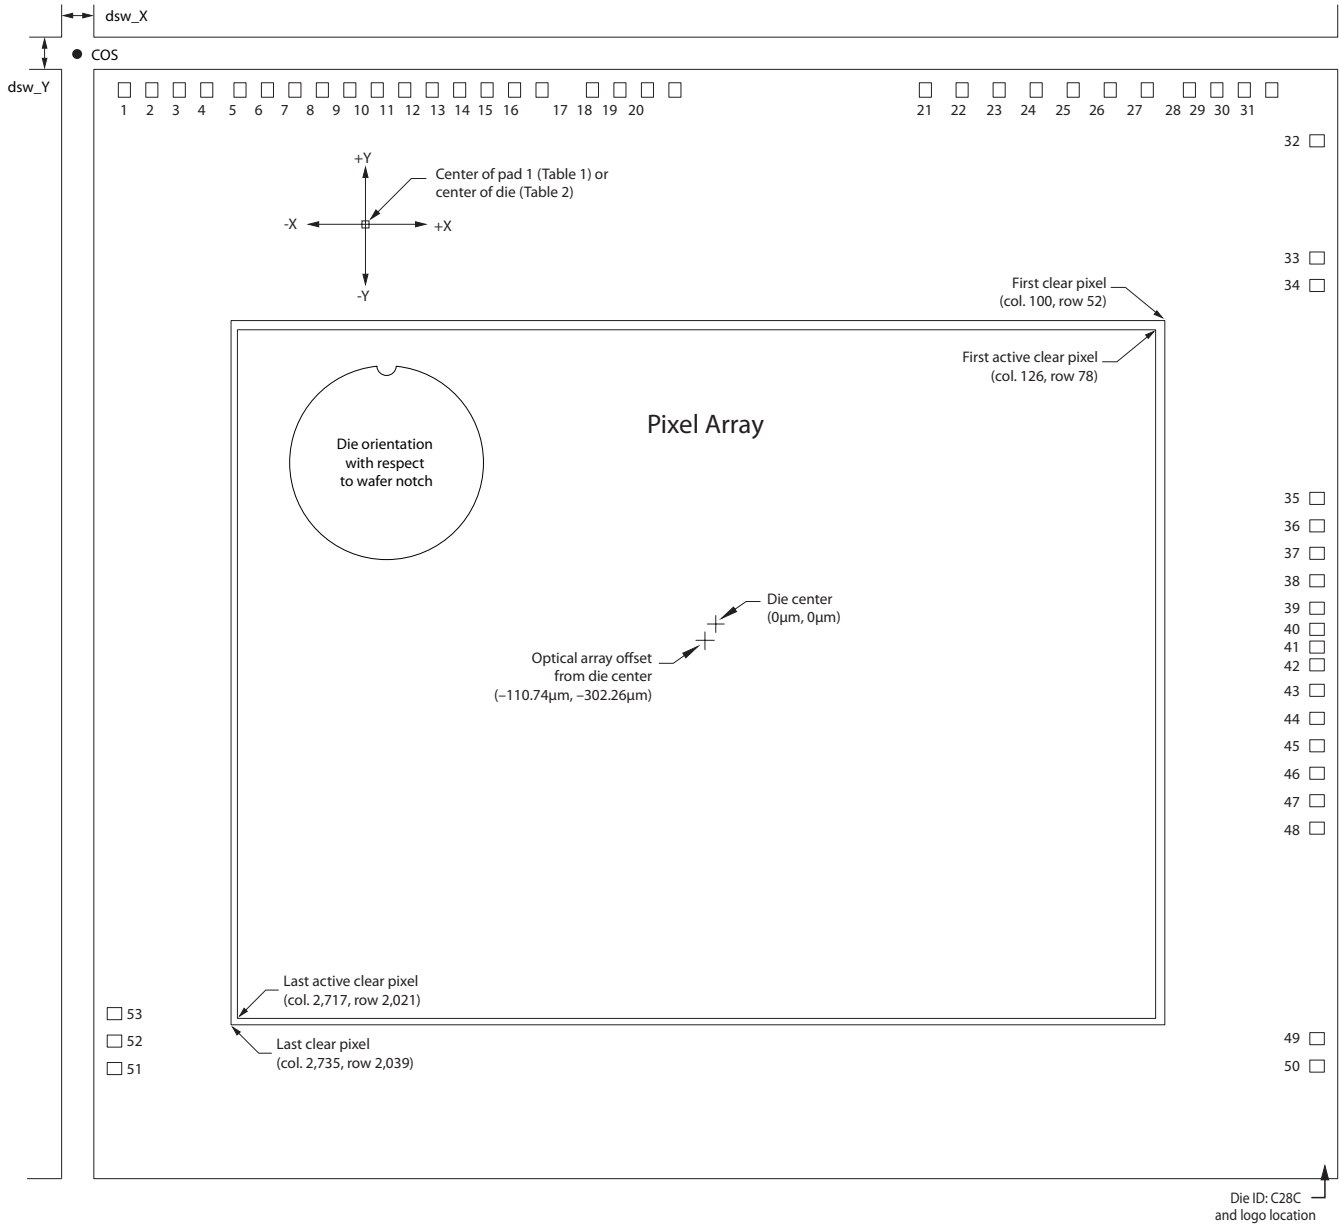 dsw_X
COS
dsw_Y
1 2 3 4 5 6 7 8 9 10 11 12 13 14 15 16 17 18 19 20 21 22 23 24 25 26 27 28 29 30 31
32
+Y
Center of pad 1 (Table 1) or
center of die (Table 2)
-X
+X
-Y
33
34
First clear pixel
(col. 100, row 52)
First active clear pixel
(col. 126, row 78)
Pixel Array
Die orientation
with respect
to wafer notch
35
36
37
38
39
40
41
42
43
44
45
46
47
48
Die center
(0µm, 0µm)
Optical array offset
from die center
(–110.74µm, –302.26µm)
Last active clear pixel
(col. 2,717, row 2,021)
53
52
51
Last clear pixel
(col. 2,735, row 2,039)
49
50
Die ID: C28C
and logo location